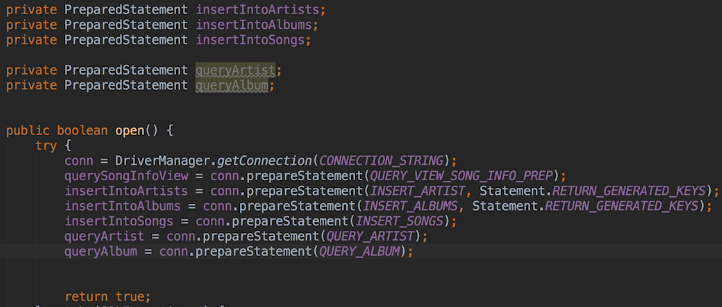 private PreparedStatement insertIntoArtists;
private PreparedStatement insertIntoAlbums;
private PreparedStatement insertIntoSongs;
private PreparedStatement queryArtist;
private PreparedStatement queryAlbum;
public boolean open() {
try {
conn = DriverManager.getConnection(CONNECTION_STRING);
querySongInfoView = conn.prepareStatement(QUERY_VIEW_SONG_INFO_PREP);
insertIntoArtists = conn.prepareStatement(INSERT_ARTIST, Statement.RETURN_GENERATED_KEYS);
insertIntoAlbums = conn.prepareStatement(INSERT_ALBUMS, Statement.RETURN_GENERATED_KEYS);
insertIntoSongs = conn.prepareStatement(INSERT_SONGS);
queryArtist = conn.prepareStatement(QUERY_ARTIST);
queryAlbum = conn.prepareStatement(QUERY_ALBUM);
return true;